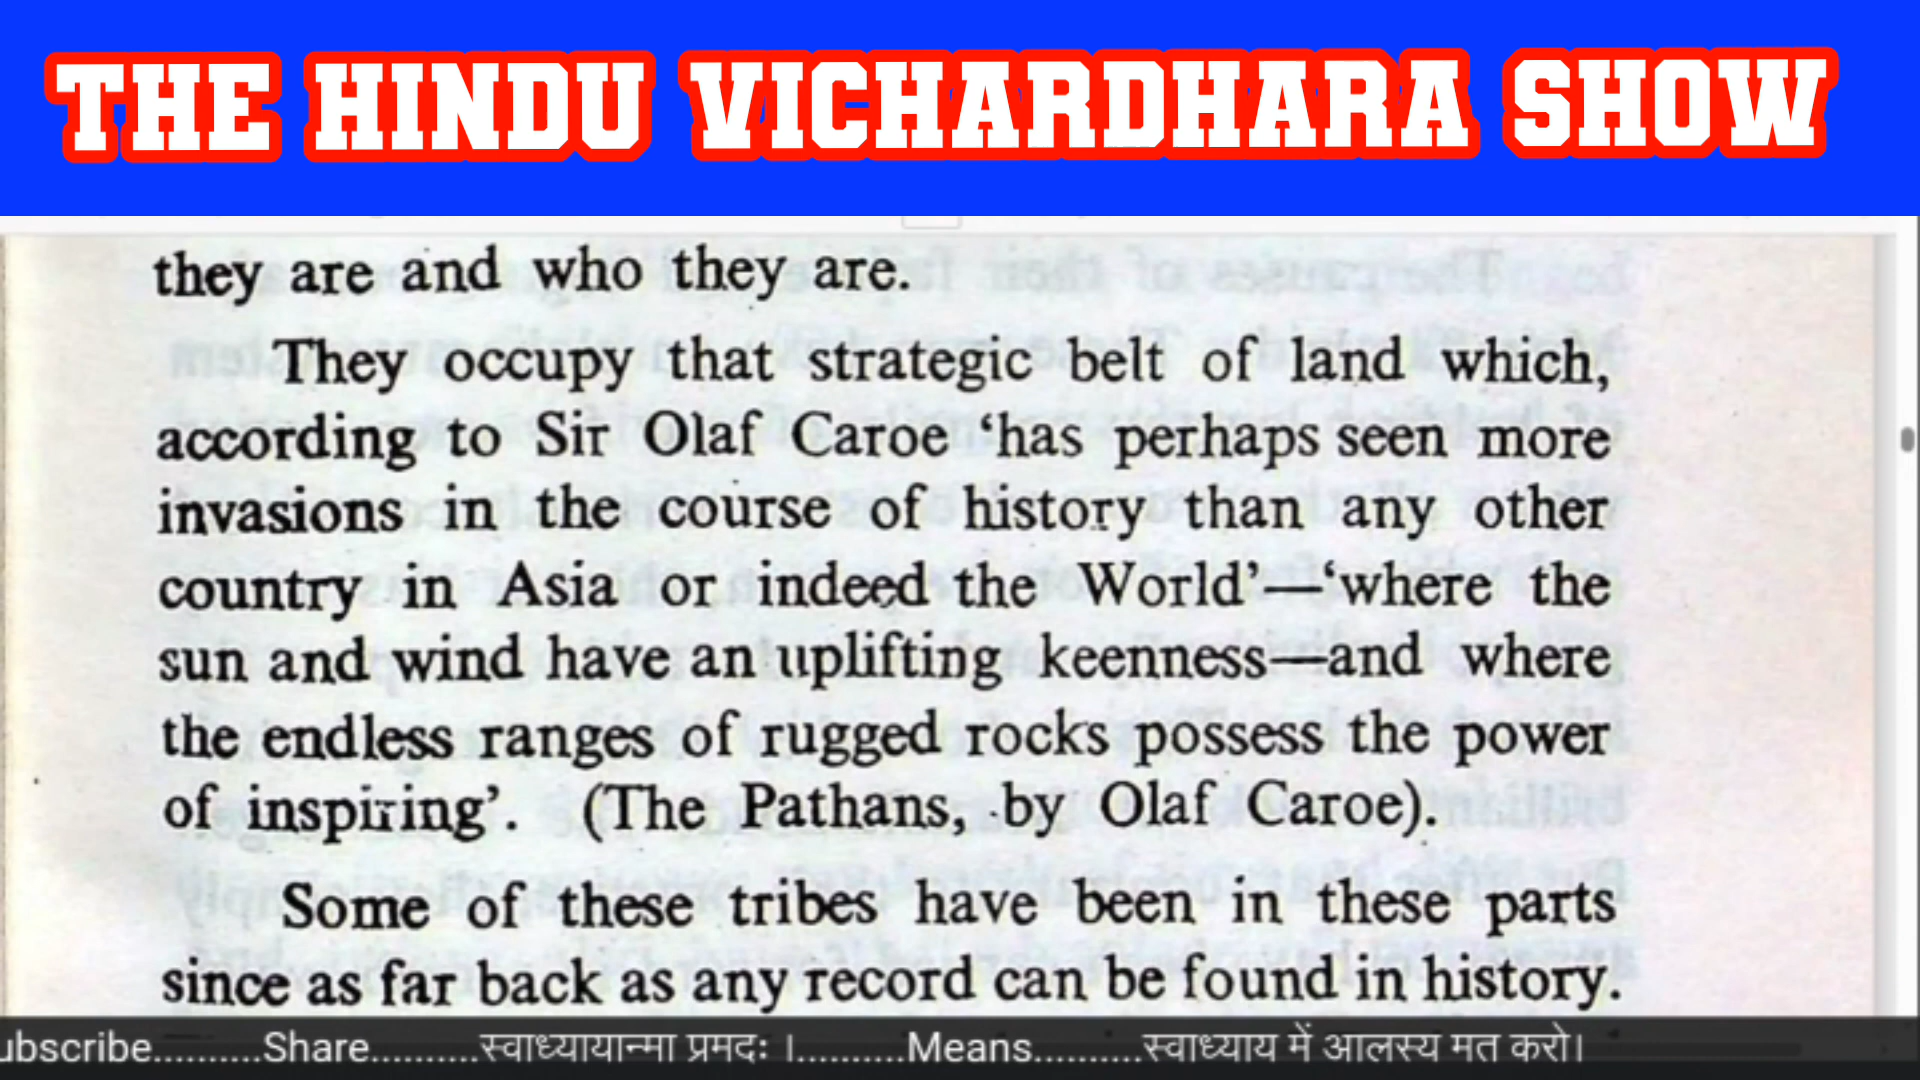 THE HINDU VICHARDHARA SHOW
they are and who they are.
They occupy that strategic belt of land which,
according to Sir Olaf Caroe ‘has perhaps seen more
invasions in the course of history than any other
country in Asia or indeed the World’—‘where the
sun and wind have an uplifting keenness—and where
the endless ranges of rugged rocks possess the power
of inspiring’. (The Pathans, by Olaf Caroe).
Some of these tribes have been in these parts
since as far back as any record can be found in history.
ubscribe..........Share..........स्वाध्यायान्मा प्रमदः ।..........Means..........स्वाध्याय में आलस्य मत करो।